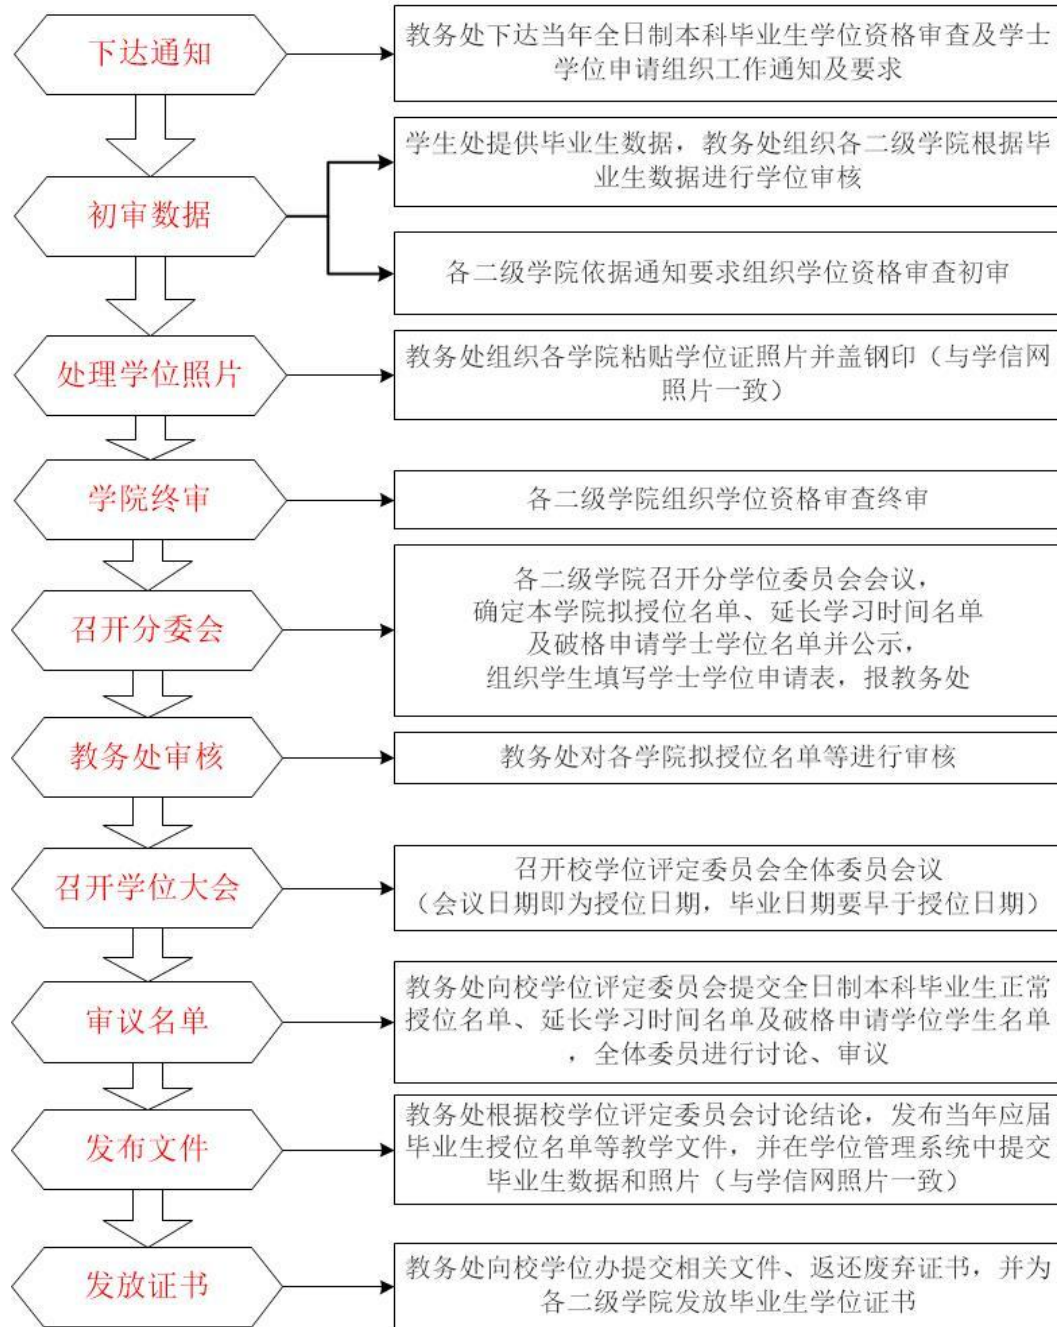 下达通知
教务处下达当年全日制本科毕业生学位资格审查及学士
学位申请组织工作通知及要求
初审数据
学生处提供毕业生数据，教务处组织各二级学院根据毕
业生数据进行学位审核
各二级学院依据通知要求组织学位资格审查初审
处理学位照片
教务处组织各学院粘贴学位证照片并盖钢印（与学信网
照片一致）
学院终审
各二级学院组织学位资格审查终审
召开分委会
各二级学院召开分学位委员会会议，
确定本学院拟授位名单、延长学习时间名单
及破格申请学士学位名单并公示，
组织学生填写学士学位申请表，报教务处
教务处审核
教务处对各学院拟授位名单等进行审核
召开学位大会
召开校学位评定委员会全体委员会议
（会议日期即为授位日期，毕业日期要早于授位日期）
审议名单
教务处向校学位评定委员会提交全日制本科毕业生正常
授位名单、延长学习时间名单及破格申请学位学生名单
，全体委员进行讨论、审议
发布文件
教务处根据校学位评定委员会讨论结论，发布当年应届
毕业生授位名单等教学文件，并在学位管理系统中提交
毕业生数据和照片（与学信网照片一致）
发放证书
教务处向校学位办提交相关文件、返还废弃证书，并为
各二级学院发放毕业生学位证书